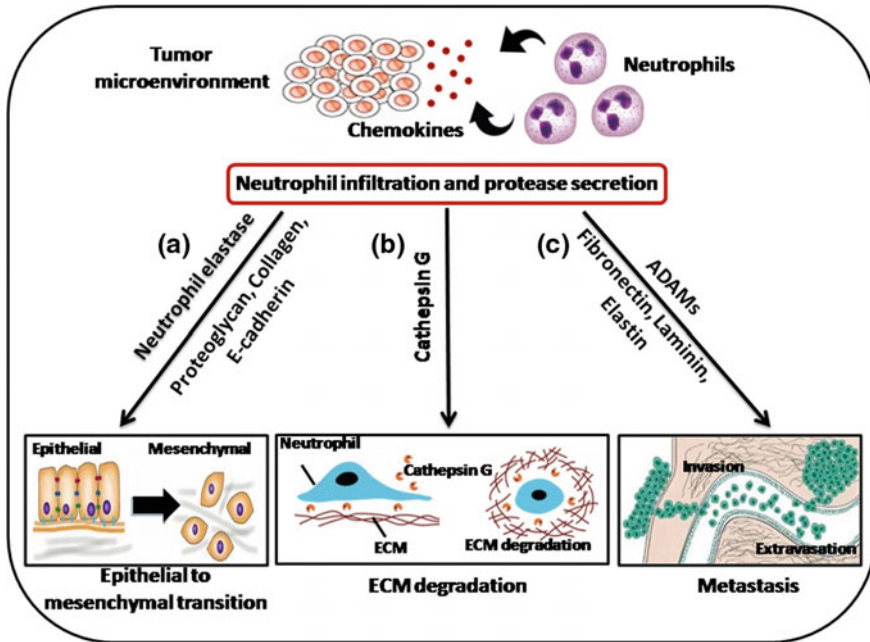 Tumor
microenvironment
Chemokines
Neutrophils
Neutrophil infiltration and protease secretion
(a)
Neutrophil elastase
Proteoglycan, Collagen,
E-cadherin
(b)
Cathepsin G
(c)
ADAMs
Fibronectin, Laminin,
Elastin
Epithelial
Mesenchymal
Epithelial to
mesenchymal transition
Neutrophil
Cathepsin G
ECM
ECM degradation
ECM degradation
Invasion
Extravasation
Metastasis